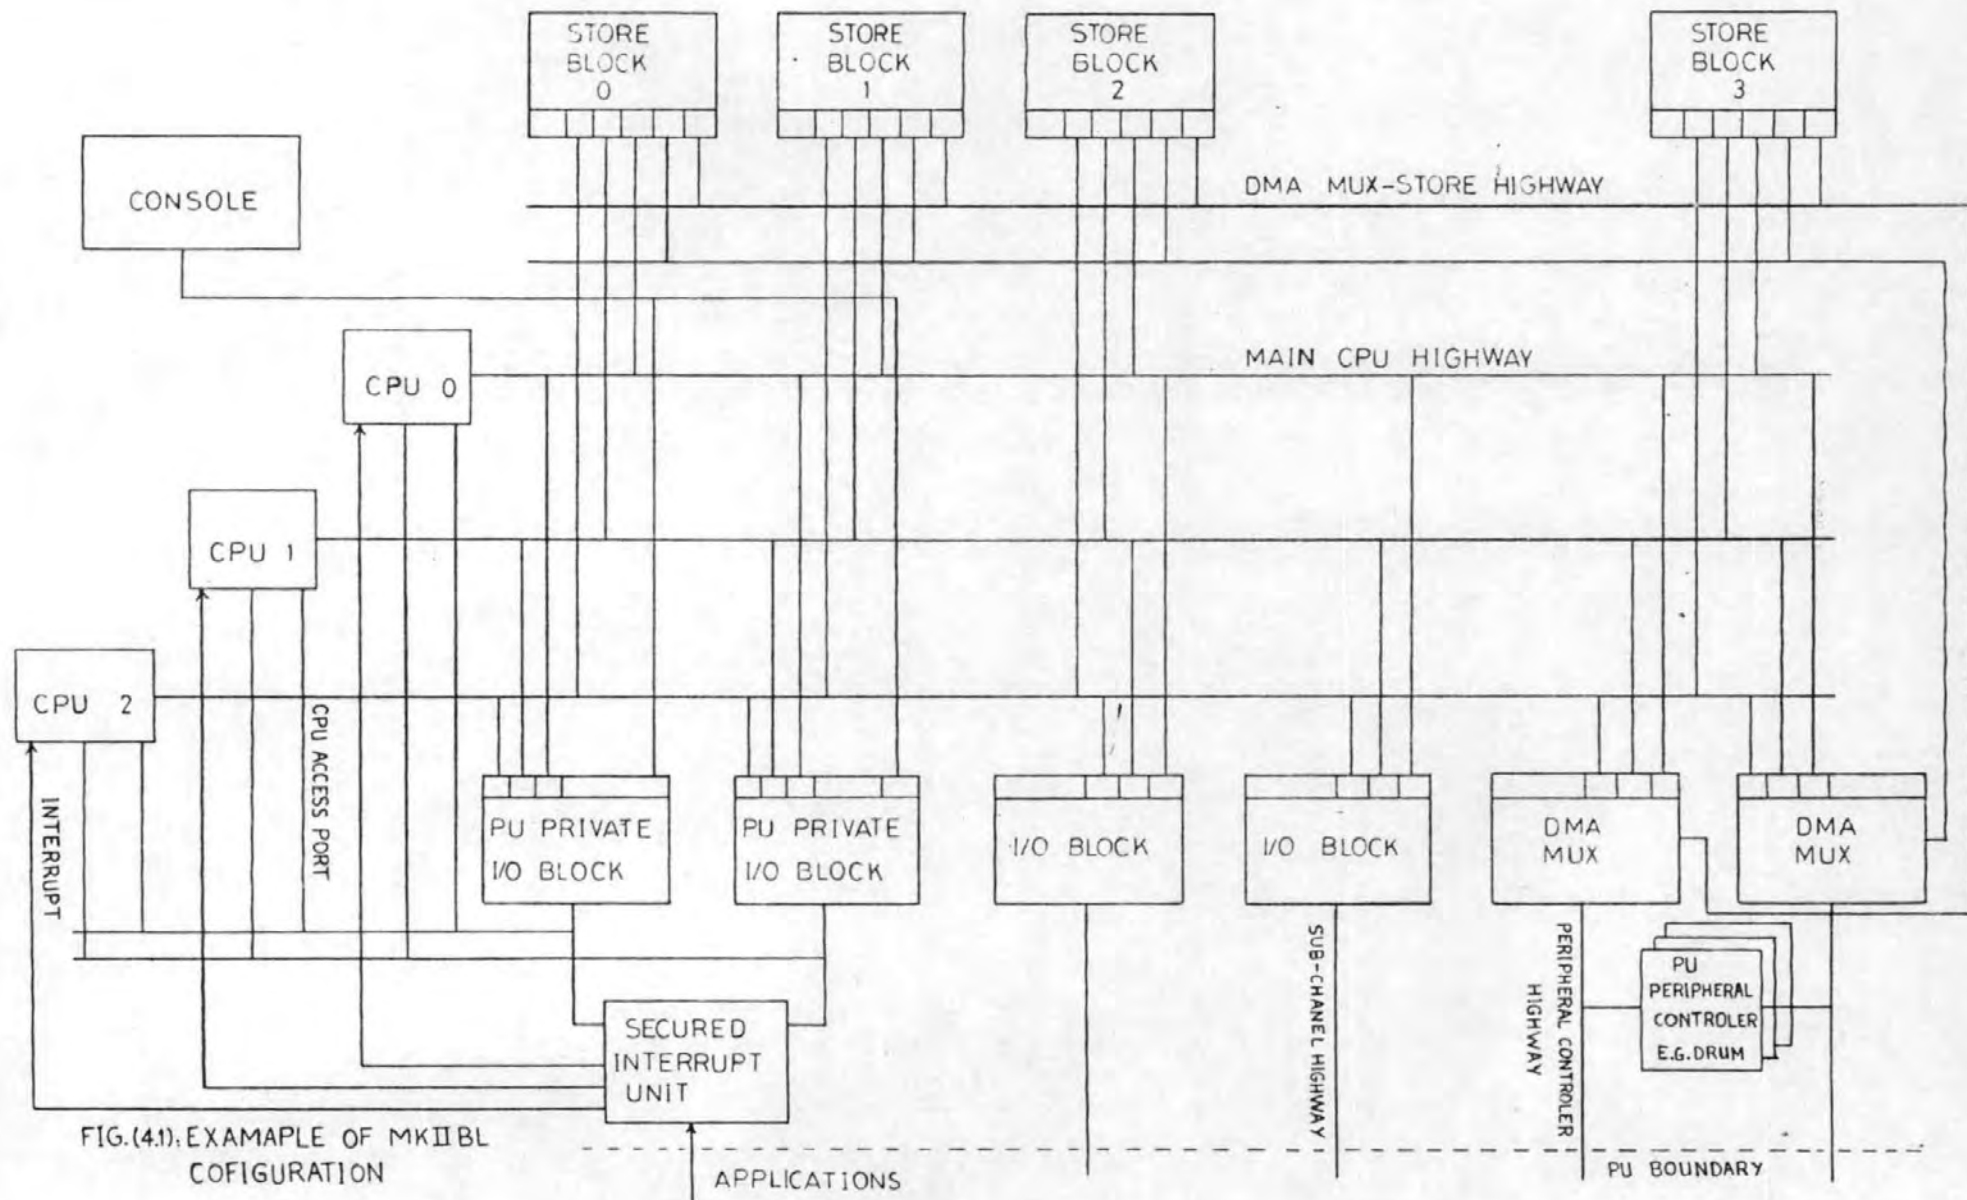 STORE
BLOCK
0
STORE
BLOCK
1
STORE
BLOCK
2
STORE
BLOCK
3
CONSOLE
DMA MUX-STORE HIGHWAY
CPU 0
MAIN CPU HIGHWAY
CPU 1
CPU 2
CPU ACCESS PORT
INTERRUPT
PU PRIVATE
I/O BLOCK
PU PRIVATE
I/O BLOCK
I/O BLOCK
I/O BLOCK
DMA
MUX
DMA
MUX
SUB-CHANEL HIGHWAY
PERIPHERAL CONTROLER
HIGHWAY
PU
PERIPHERAL
CONTROLER
E.G.DRUM
SECURED
INTERRUPT
UNIT
FIG.(4.1): EXAMAPLE OF MKIIBL
COFIGURATION
APPLICATIONS
PU BOUNDARY